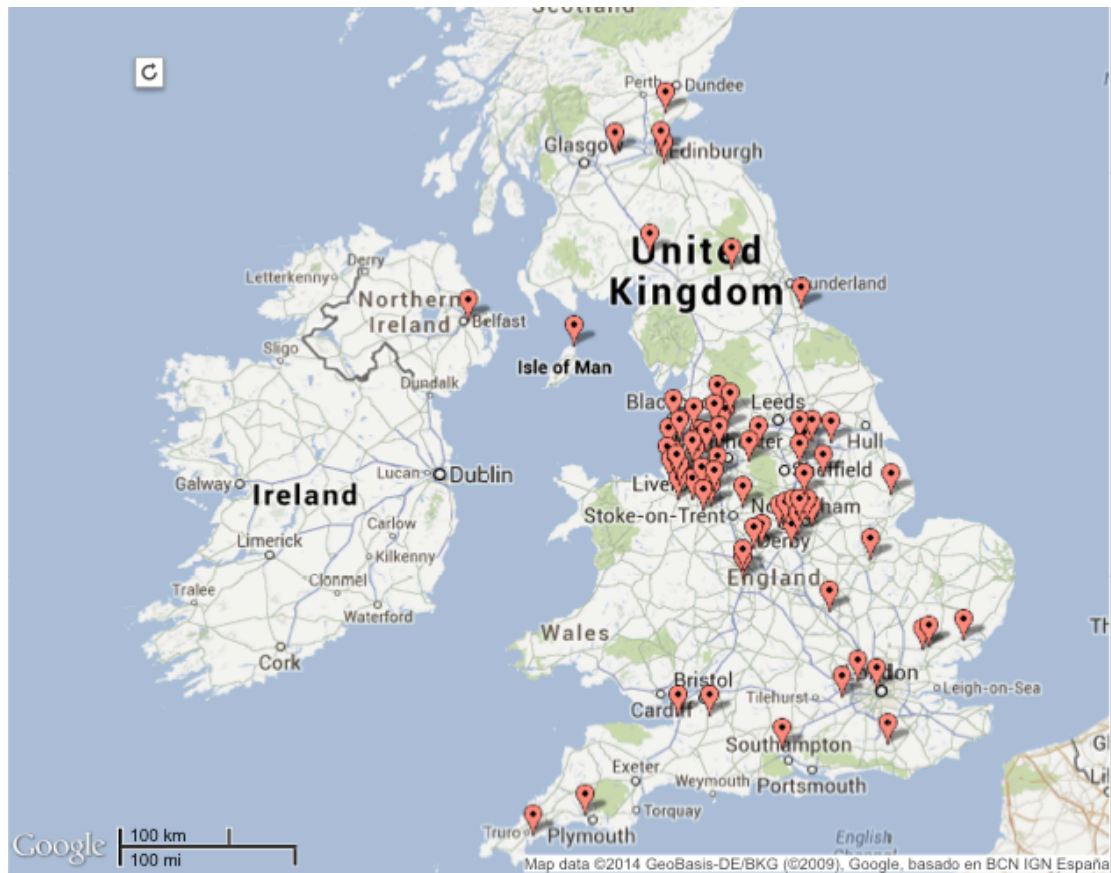 Scotland
Perth
Dundee
Glasgow
Edinburgh
United
Kingdom
Derry
Letterkenny
Northern
Ireland
Belfast
Sunderland
Sligo
Isle of Man
Dundalk
Leeds
Hull
Sheffield
Galway
Lucan
Dublin
Ireland
Stoke-on-Trent
Carlow
Limerick
Kilkenny
Derby
England
Clonmel
Tralee
Waterford
Wales
Cork
Bristol
Cardiff
Tilehurst
Leigh-on-Sea
Southampton
Exeter
Weymouth
Portsmouth
Torquay
Truro
Plymouth
English
Channel
Google
100 km
100 mi
Map data ©2014 GeoBasis-DE/BKG (©2009), Google, basado en BCN IGN España